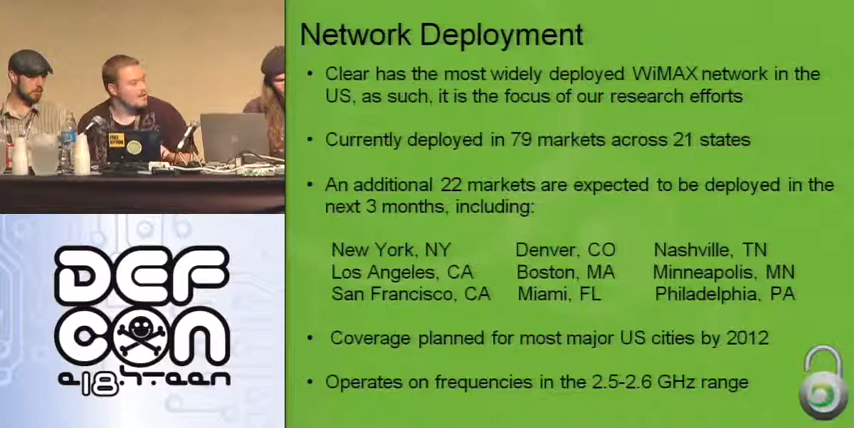 Network Deployment
• Clear has the most widely deployed WiMAX network in the
US, as such, it is the focus of our research efforts
• Currently deployed in 79 markets across 21 states
• An additional 22 markets are expected to be deployed in the
next 3 months, including:
New York, NY Denver, CO Nashville, TN
Los Angeles, CA Boston, MA Minneapolis, MN
San Francisco, CA Miami, FL Philadelphia, PA
• Coverage planned for most major US cities by 2012
• Operates on frequencies in the 2.5-2.6 GHz range
DEF
CON
e18h-teen